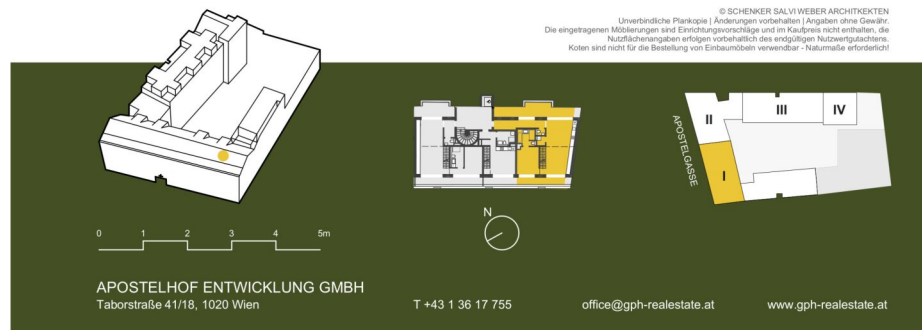 © SCHENKER SALVI WEBER ARCHITKEKTEN
Unverbindliche Plankopie | Änderungen vorbehalten | Angaben ohne Gewähr.
Die eingetragenen Möblierungen sind Einrichtungsvorschläge und im Kaufpreis nicht enthalten, die
Nutzflächenangaben erfolgen vorbehaltlich des endgültigen Nutzwertgutachtens.
Koten sind nicht für die Bestellung von Einbaumöbeln verwendbar - Naturmaße erforderlich!
II
III
IV
APOSTELGASSE
I
N
0 1 2 3 4 5m
APOSTELHOF ENTWICKLUNG GMBH
Taborstraße 41/18, 1020 Wien
T +43 1 36 17 755
office@gph-realestate.at
www.gph-realestate.at